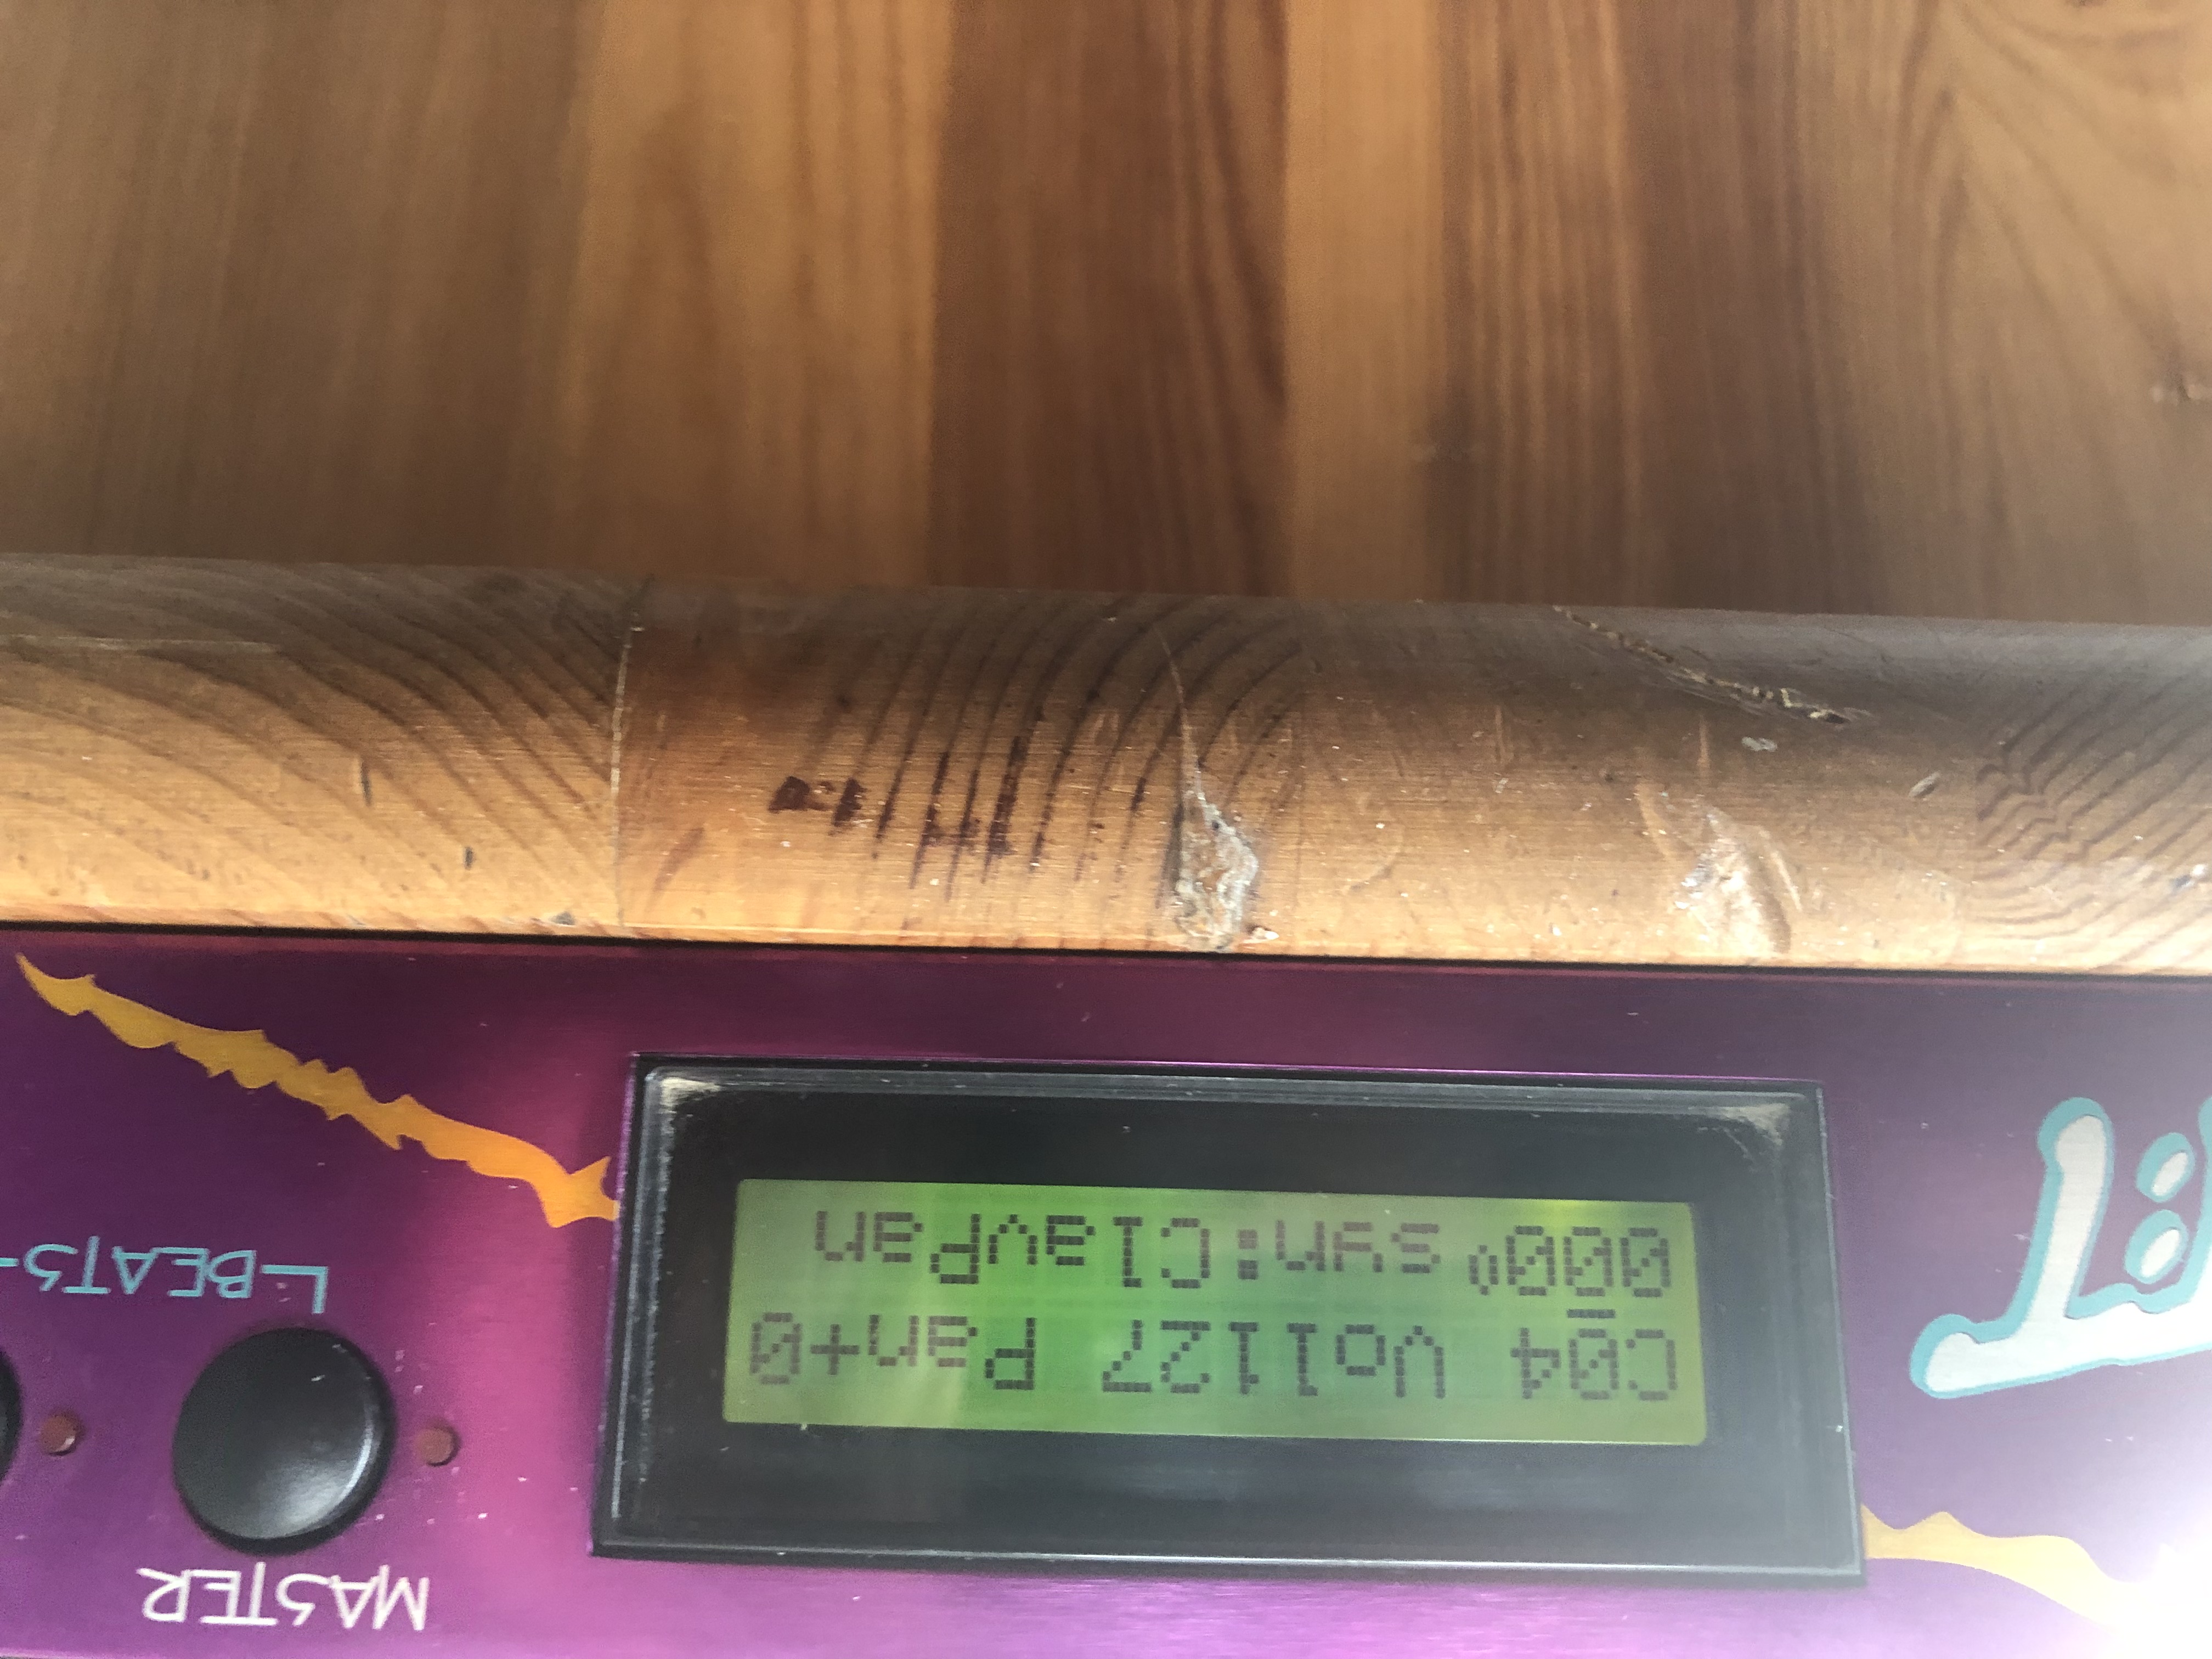 C04 Vol127 Pan+0
000 syn:ClavPan
MASTER
BEATS